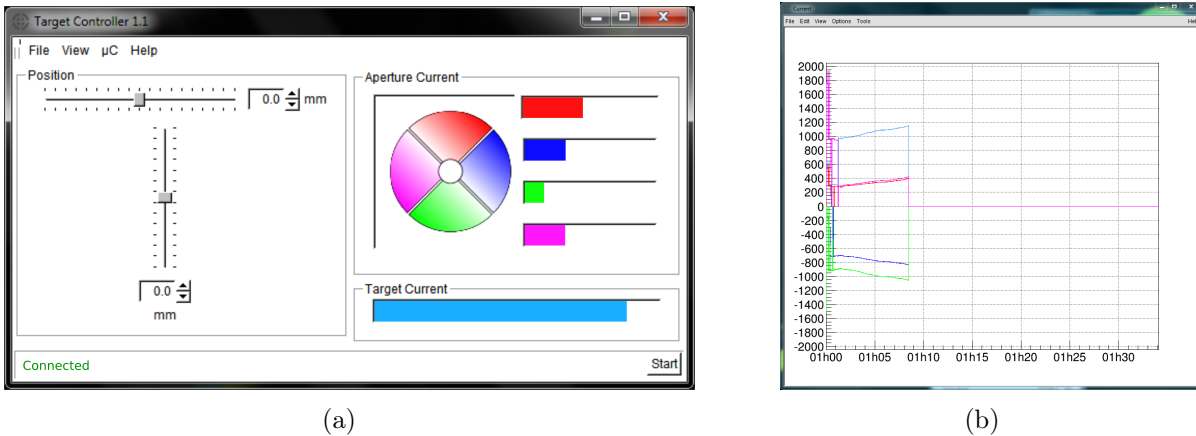 Target Controller 1.1
File View µC Help
Position
0.0 mm
0.0
mm
Aperture Current
Target Current
Connected
Start
(a)
Current
File Edit View Options Tools
Hel
2000
1800
1600
1400
1200
1000
800
600
400
200
0
-200
-400
-600
-800
-1000
-1200
-1400
-1600
-1800
-2000
01h00 01h05 01h10 01h15 01h20 01h25 01h30
(b)